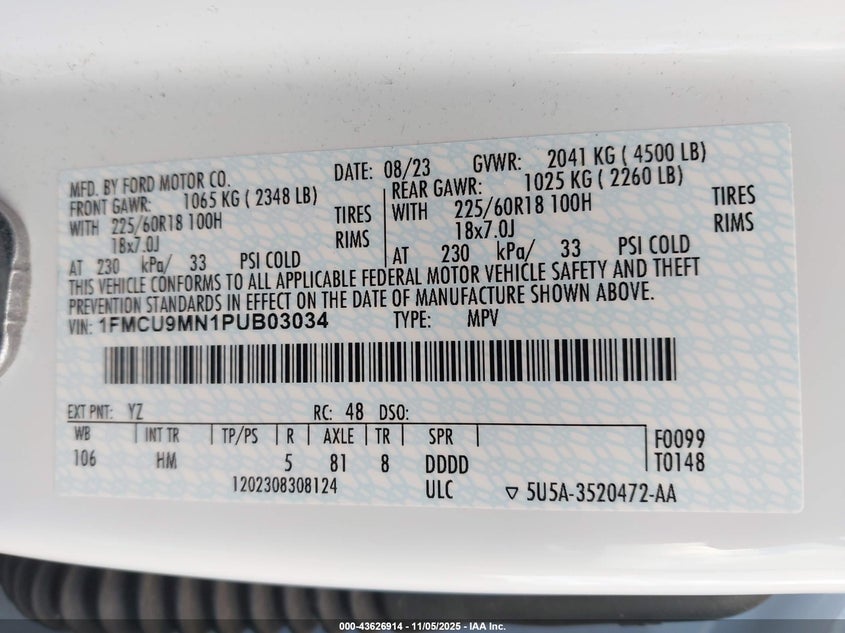 MFD. BY FORD MOTOR CO. DATE: 08/23 GVWR: 2041 KG ( 4500 LB)
FRONT GAWR: 1065 KG ( 2348 LB) REAR GAWR: 1025 KG ( 2260 LB)
WITH 225/60R18 100H TIRES WITH 225/60R18 100H TIRES
18x7.0J RIMS 18x7.0J RIMS
AT 230 kPa/ 33 PSI COLD AT 230 kPa/ 33 PSI COLD
THIS VEHICLE CONFORMS TO ALL APPLICABLE FEDERAL MOTOR VEHICLE SAFETY AND THEFT
PREVENTION STANDARDS IN EFFECT ON THE DATE OF MANUFACTURE SHOWN ABOVE.
VIN: 1FMCU9MN1PUB03034 TYPE: MPV
EXT PNT: YZ RC: 48 DSO:
WB INT TR TP/PS R AXLE TR SPR F0099
106 HM 5 81 8 DDDD T0148
1202308308124 ULC ▽ 5U5A-3520472-AA
000-43626914 - 11/05/2025 - IAA Inc.